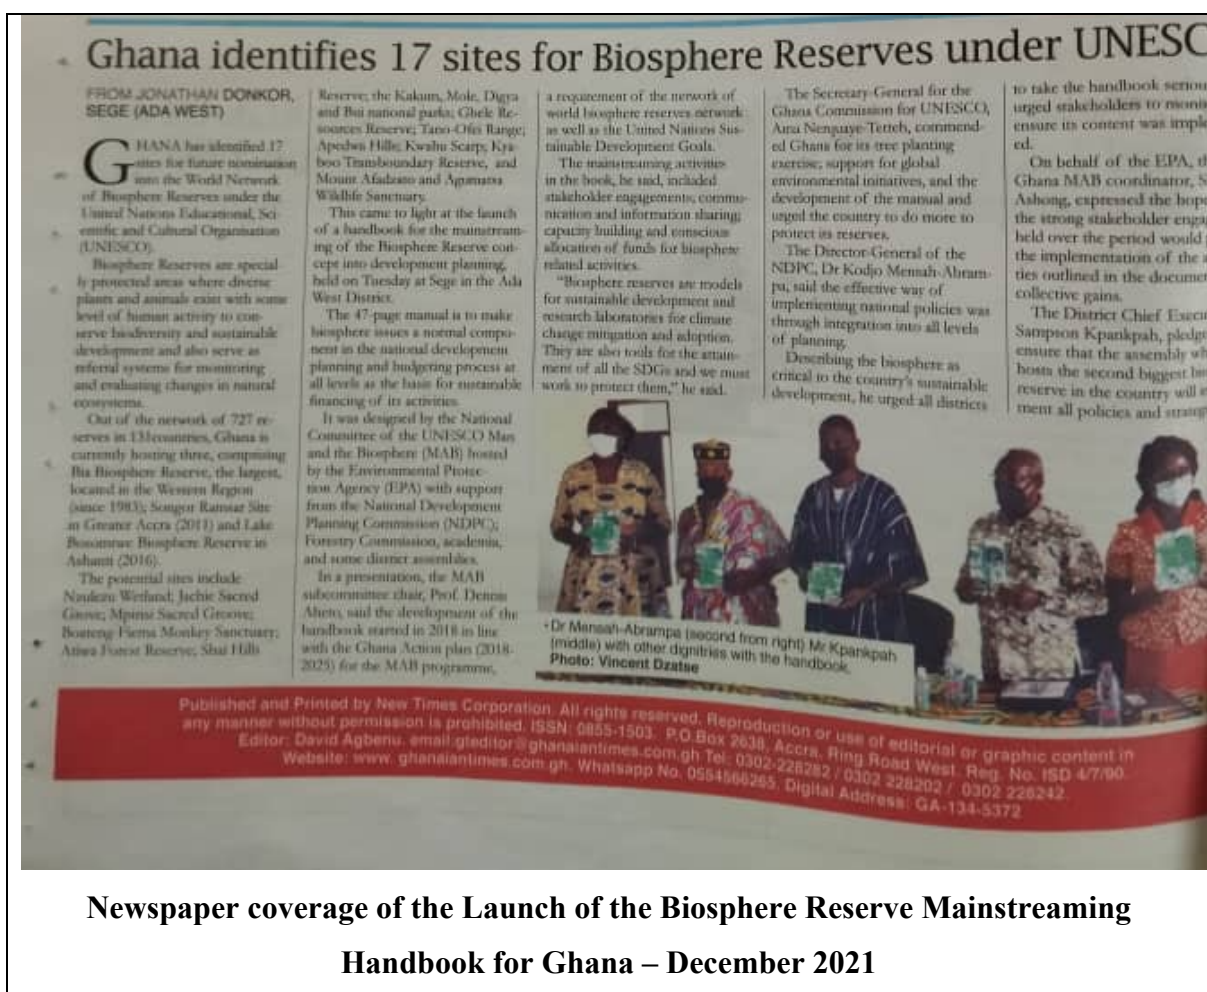 Ghana identifies 17 sites for Biosphere Reserves under UNESC
FROM JONATHAN DONKOR,
SEGE (ADA WEST)
GHANA has identified 17
sites for future nomination
into the World Network
of Biosphere Reserves under the
United Nations Educational, Sci-
entific and Cultural Organisation
(UNESCO).
Biosphere Reserves are special-
ly protected areas where diverse
plants and animals exist with some
level of human activity to con-
serve biodiversity and sustainable
development and also serve as
referral systems for monitoring
and evaluating changes in natural
ecosystems.
Out of the network of 727 re-
serves in 131countries, Ghana is
currently hosting three, comprising
Bia Biosphere Reserve, the largest,
located in the Western Region
(since 1983); Songor Ramsar Site
in Greater Accra (2011) and Lake
Bosomtwe Biosphere Reserve in
Ashanti (2016).
The potential sites include
Wetland; Jachie Sacred
Grove; Mpunse Sacred Groove;
Boateng-Fiema Monkey Sanctuary;
Atiwa Forest Reserve; Shai Hills
Reserve; the Kakum, Mole, Digya
and Bui national parks; Gbele Re-
sources Reserve; Tano-Ofin Range;
Apedwa Hills; Kwahu Scarp; Kya-
boo Transboundary Reserve, and
Mount Afadzato and Agumatsa
Wildlife Sanctuary.
This came to light at the launch
of a handbook for the mainstream-
ing of the Biosphere Reserve con-
cept into development planning,
held on Tuesday at Sege in the Ada
West District.
The 47-page manual is to make
biosphere issues a normal compo-
nent in the national development
planning and budgeting process at
all levels as the basis for sustainable
financing of its activities.
It was designed by the National
Committee of the UNESCO Man
and the Biosphere (MAB) hosted
by the Environmental Protec-
tion Agency (EPA) with support
from the National Development
Planning Commission (NDPC);
Forestry Commission, academia,
and some district assemblies.
In a presentation, the MAB
subcommittee chair, Prof. Denis
Aheto, said the development of the
handbook started in 2018 in line
with the Ghana Action plan (2018-
2025) for the MAB programme,
a requirement of the network of
world biosphere reserves network
as well as the United Nations Sus-
tainable Development Goals.
The mainstreaming activities
in the book, he said, included
stakeholder engagements; commu-
nication and information sharing;
capacity building and conscious
allocation of funds for biosphere
related activities.
“Biosphere reserves are models
for sustainable development and
research laboratories for climate
change mitigation and adoption.
They are also tools for the attain-
ment of all the SDGs and we must
work to protect them,” he said.
The Secretary-General for the
Ghana Commission for UNESCO,
Ama Nenguye-Tetteh, commend-
ed Ghana for its tree planting
exercise; support for global
environmental initiatives, and the
development of the manual and
urged the country to do more to
protect its reserves.
The Director-General of the
NDPC, Dr Kodjo Mensah-Abram-
pa, said the effective way of
implementing national policies was
through integration into all levels
of planning.
Describing the biosphere as
critical to the country's sustainable
development, he urged all districts
to take the handbook seriou
urged stakeholders to moni
ensure its content was imple
ed.
On behalf of the EPA, th
Ghana MAB coordinator, S
Ashong, expressed the hope
the strong stakeholder enga
held over the period would
the implementation of the a
ties outlined in the documen
collective gains.
The District Chief Execu
Sampson Kpankpah, pledge
ensure that the assembly wh
hosts the second biggest bi
reserve in the country will
ment all policies and strateg
•Dr Mensah-Abrampa (second from right) Mr Kpankpah
(middle) with other dignitries with the handbook.
Photo: Vincent Dzatse
Published and Printed by New Times Corporation. All rights reserved. Reproduction or use of editorial or graphic content in
any manner without permission is prohibited. ISSN: 0855-1503. P.O.Box 2638, Accra, Ring Road West. Reg. No. ISD 4/7/90.
Editor: David Agbenu. email.gteditor@ghanaiantimes.com.gh Tel: 0302-228282 / 0302 228202 / 0302 228242.
Website: www. ghanaiantimes.com.gh. Whatsapp No. 0554566265. Digital Address: GA-134-5372
Newspaper coverage of the Launch of the Biosphere Reserve Mainstreaming
Handbook for Ghana – December 2021